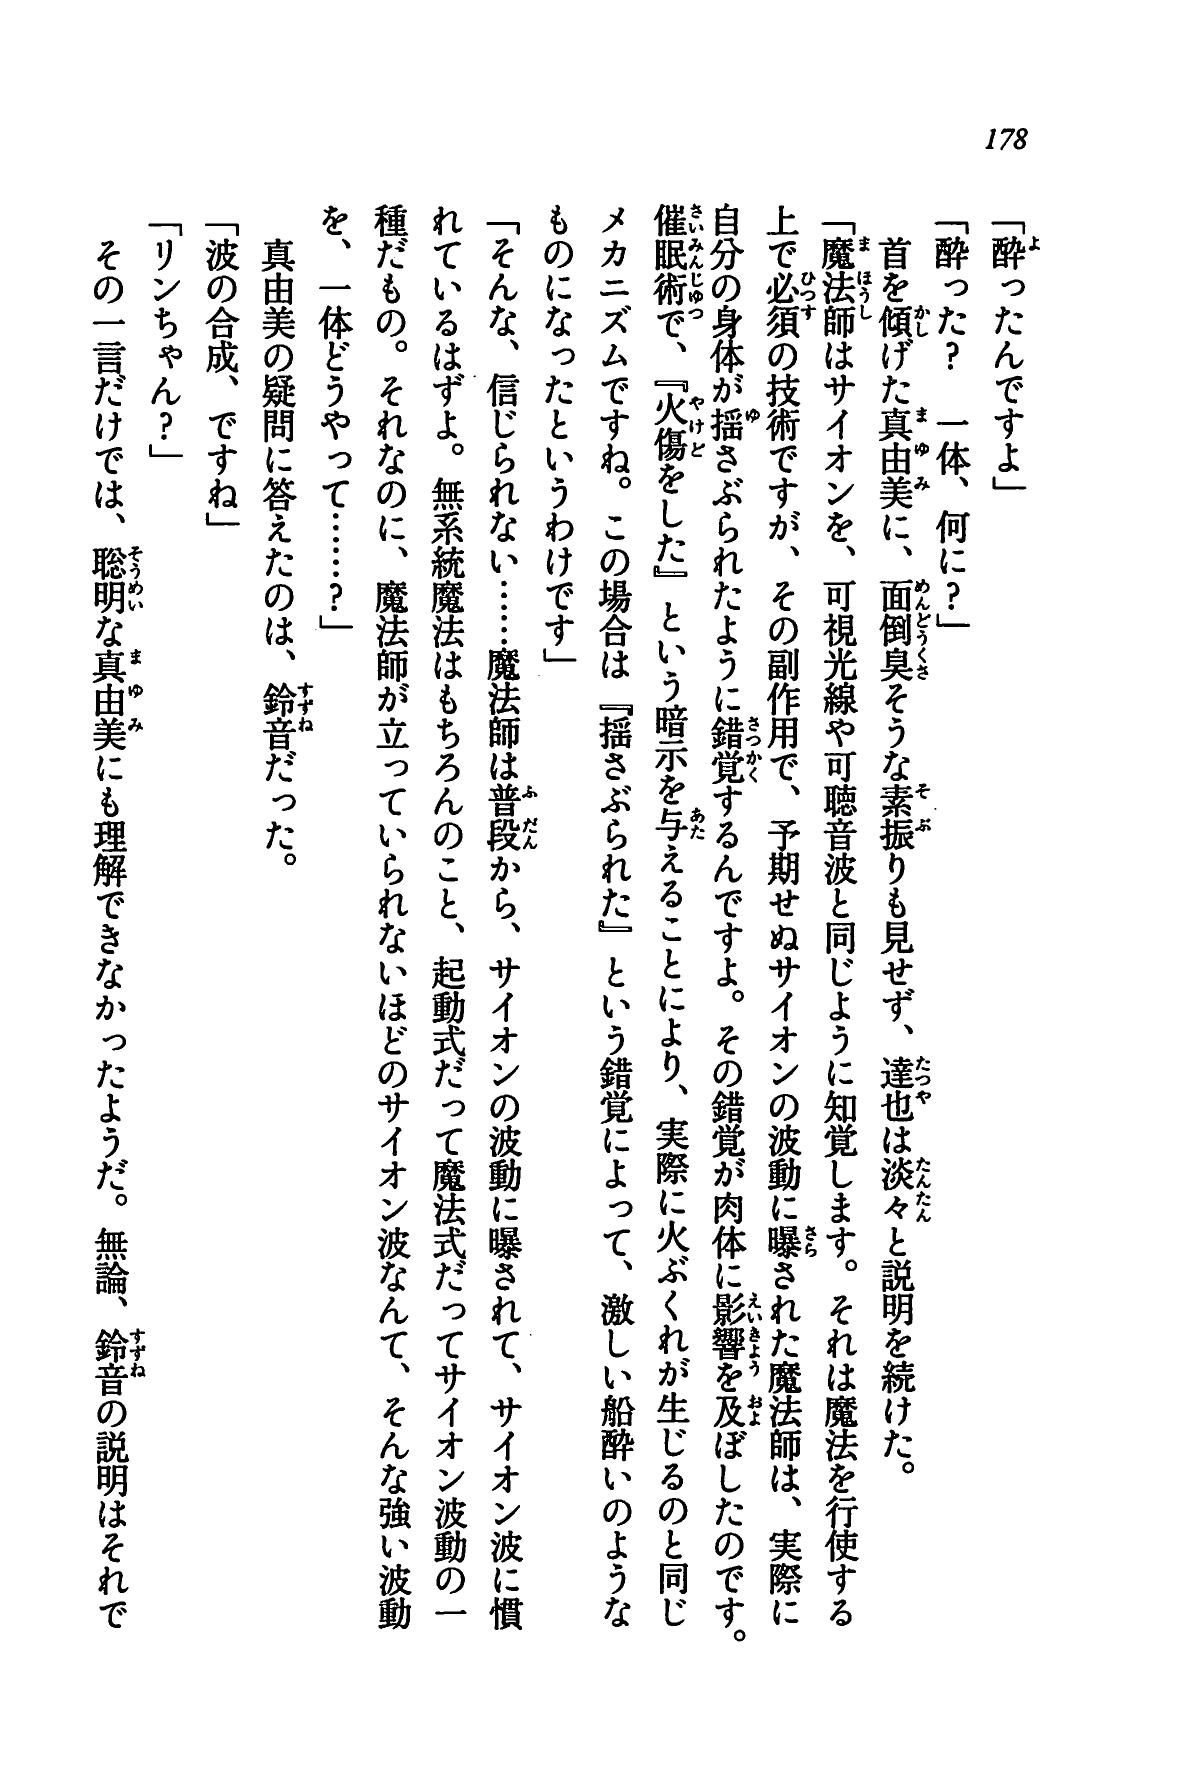 178
「酔ったんですよ」
「酔った？　一体、何に？」
　首を傾げた真由美に、面倒臭そうな素振りも見せず、達也は淡々と説明を続けた。
「魔法師はサイオンを、可視光線や可聴音波と同じように知覚します。それは魔法を行使する
上で必須の技術ですが、その副作用で、予期せぬサイオンの波動に曝された魔法師は、実際に
自分の身体が揺さぶられたように錯覚するんですよ。その錯覚が肉体に影響を及ぼしたのです。
催眠術で、『火傷をした』という暗示を与えることにより、実際に火ぶくれが生じるのと同じ
メカニズムですね。この場合は『揺さぶられた』という錯覚によって、激しい船酔いのような
ものになったというわけです」
「そんな、信じられない……魔法師は普段から、サイオンの波動に曝されて、サイオン波に慣
れているはずよ。無系統魔法はもちろんのこと、起動式だって魔法式だってサイオン波動の一
種だもの。それなのに、魔法師が立っていられないほどのサイオン波なんて、そんな強い波動
を、一体どうやって……？」
　真由美の疑問に答えたのは、鈴音だった。
「波の合成、ですね」
「リンちゃん？」
　その一言だけでは、聡明な真由美にも理解できなかったようだ。無論、鈴音の説明はそれで